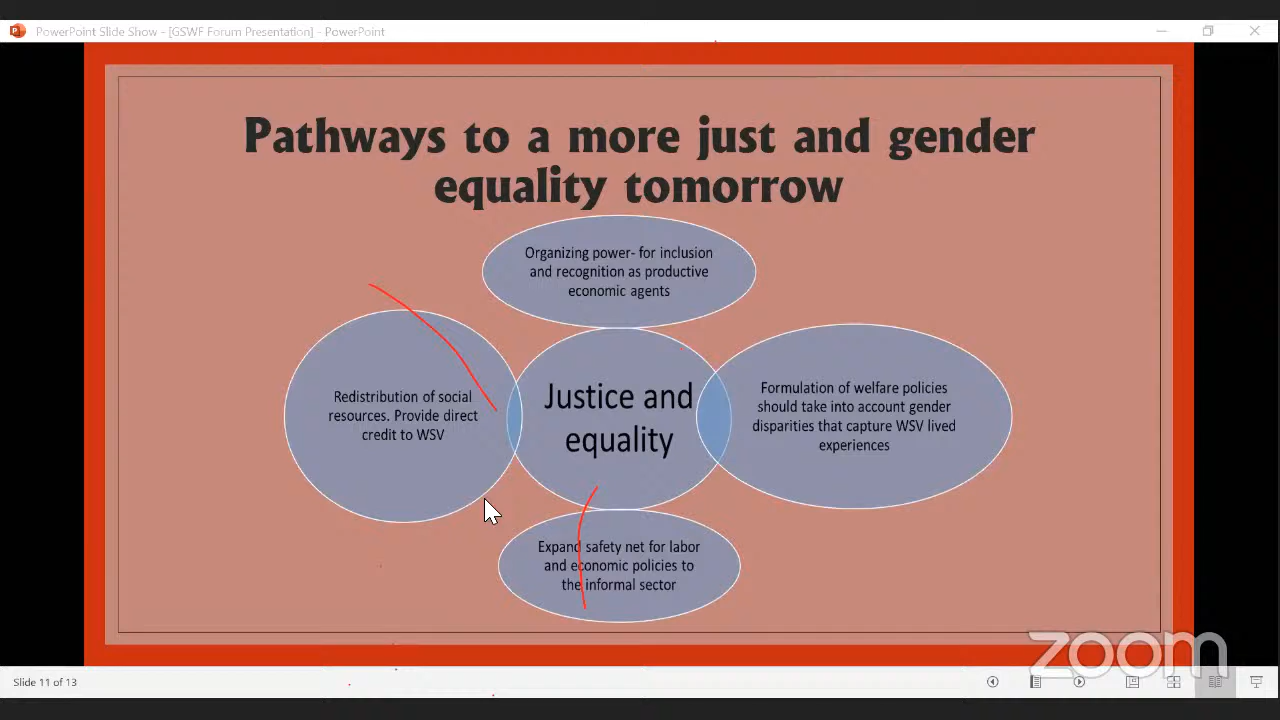 PowerPoint Slide Show - [GSWF Forum Presentation] - PowerPoint
Pathways to a more just and gender
equality tomorrow
Organizing power- for inclusion
and recognition as productive
economic agents
Redistribution of social
resources. Provide direct
credit to WSV
Justice and
equality
Formulation of welfare policies
should take into account gender
disparities that capture WSV lived
experiences
Expand safety net for labor
and economic policies to
the informal sector
zoom
Slide 11 of 13